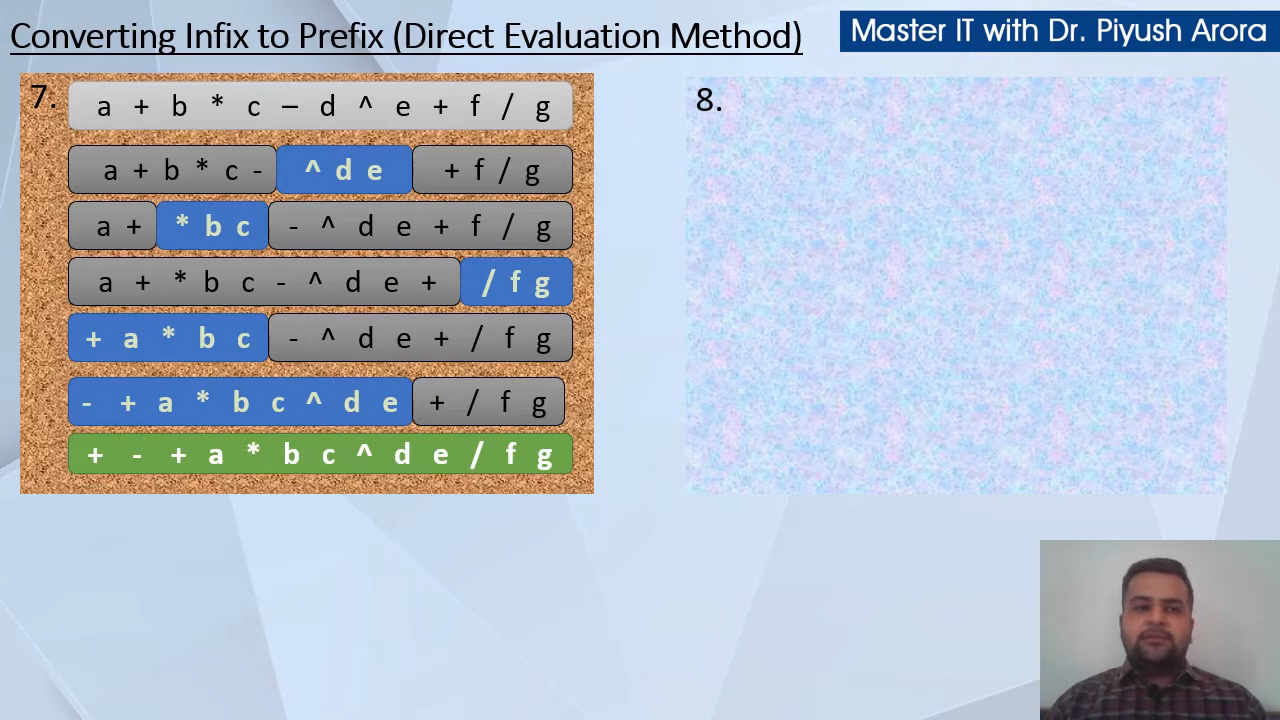 Converting Infix to Prefix (Direct Evaluation Method)
Master IT with Dr. Piyush Arora
7.
a + b * c – d ^ e + f / g
a + b * c - ^ d e + f / g
a + * b c - ^ d e + f / g
a + * b c - ^ d e + / f g
+ a * b c - ^ d e + / f g
- + a * b c ^ d e + / f g
+ - + a * b c ^ d e / f g
8.